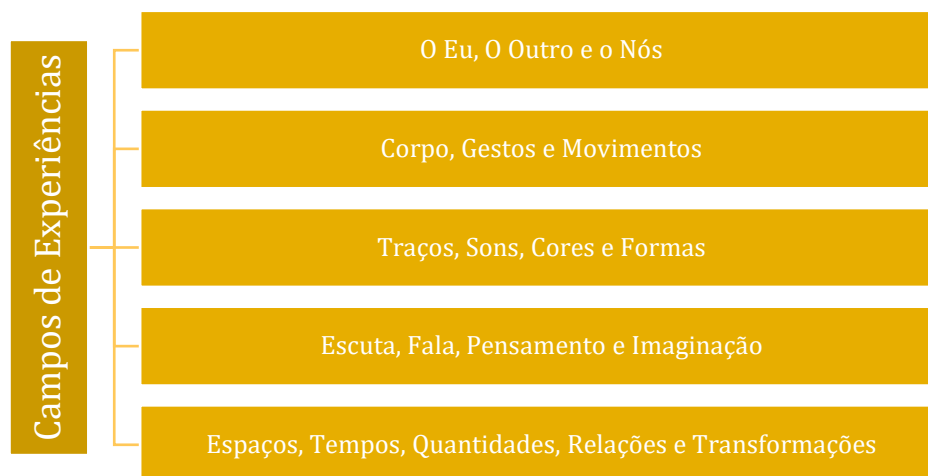 Campos de Experiências
O Eu, O Outro e o Nós
Corpo, Gestos e Movimentos
Traços, Sons, Cores e Formas
Escuta, Fala, Pensamento e Imaginação
Espaços, Tempos, Quantidades, Relações e Transformações